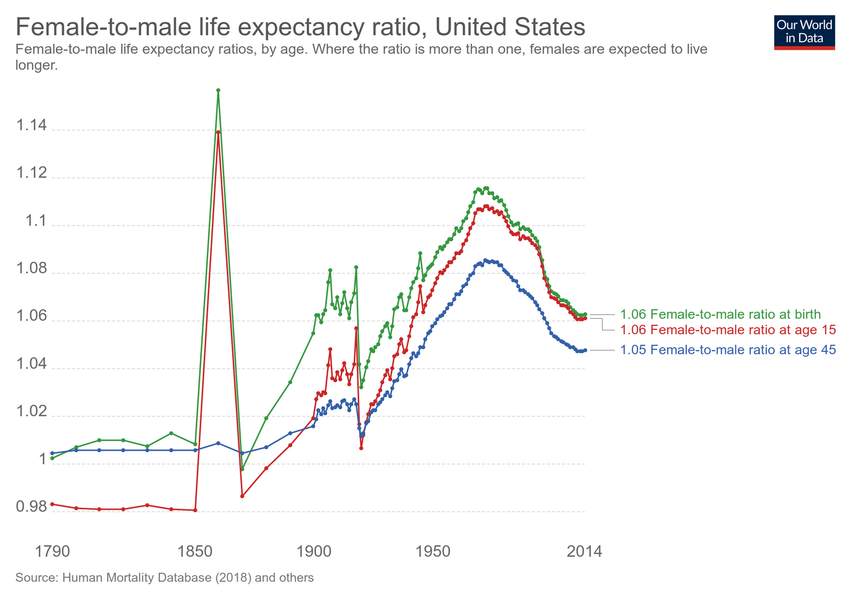 Female-to-male life expectancy ratio, United States
Our World
in Data
Female-to-male life expectancy ratios, by age. Where the ratio is more than one, females are expected to live
longer.
1.14
1.12
1.1
1.08
1.06
1.04
1.02
1
0.98
1.06 Female-to-male ratio at birth
1.06 Female-to-male ratio at age 15
1.05 Female-to-male ratio at age 45
1790
1850
1900
1950
2014
Source: Human Mortality Database (2018) and others